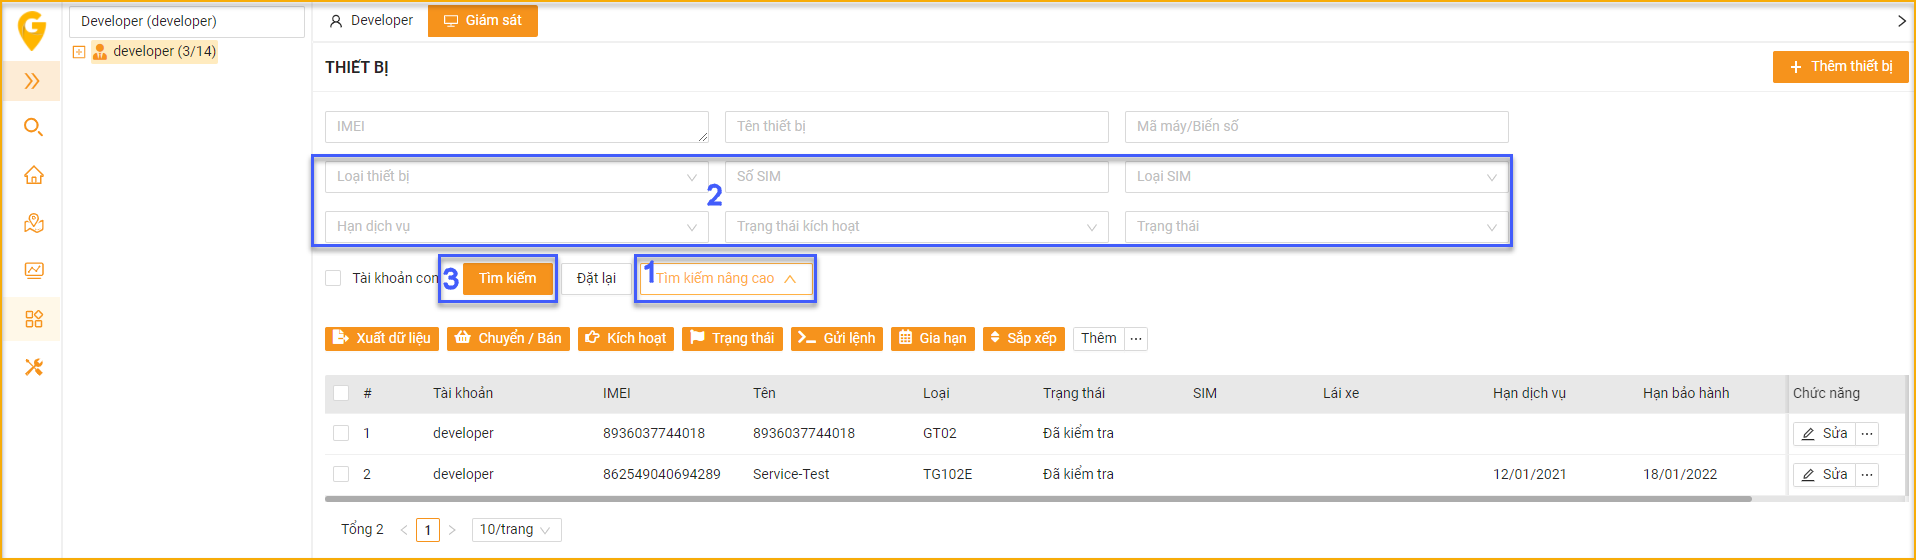 G
Developer (developer)
developer (3/14)
Developer
Giám sát
THIẾT BỊ
Thêm thiết bị
IMEI
Tên thiết bị
Mã máy/Biển số
Loại thiết bị
2
Số SIM
Loại SIM
Hạn dịch vụ
Trạng thái kích hoạt
Trạng thái
Tài khoản con
3
Tìm kiếm
Đặt lại
1
Tìm kiếm nâng cao
Xuất dữ liệu
Chuyển / Bán
Kích hoạt
Trạng thái
Gửi lệnh
Gia hạn
Sắp xếp
Thêm
···
# Tài khoản IMEI Tên Loại Trạng thái SIM Lái xe Hạn dịch vụ Hạn bảo hành Chức năng
1 developer 8936037744018 8936037744018 GT02 Đã kiểm tra Sửa ···
2 developer 862549040694289 Service-Test TG102E Đã kiểm tra 12/01/2021 18/01/2022 Sửa ···
Tổng 2 < 1 > 10/trang